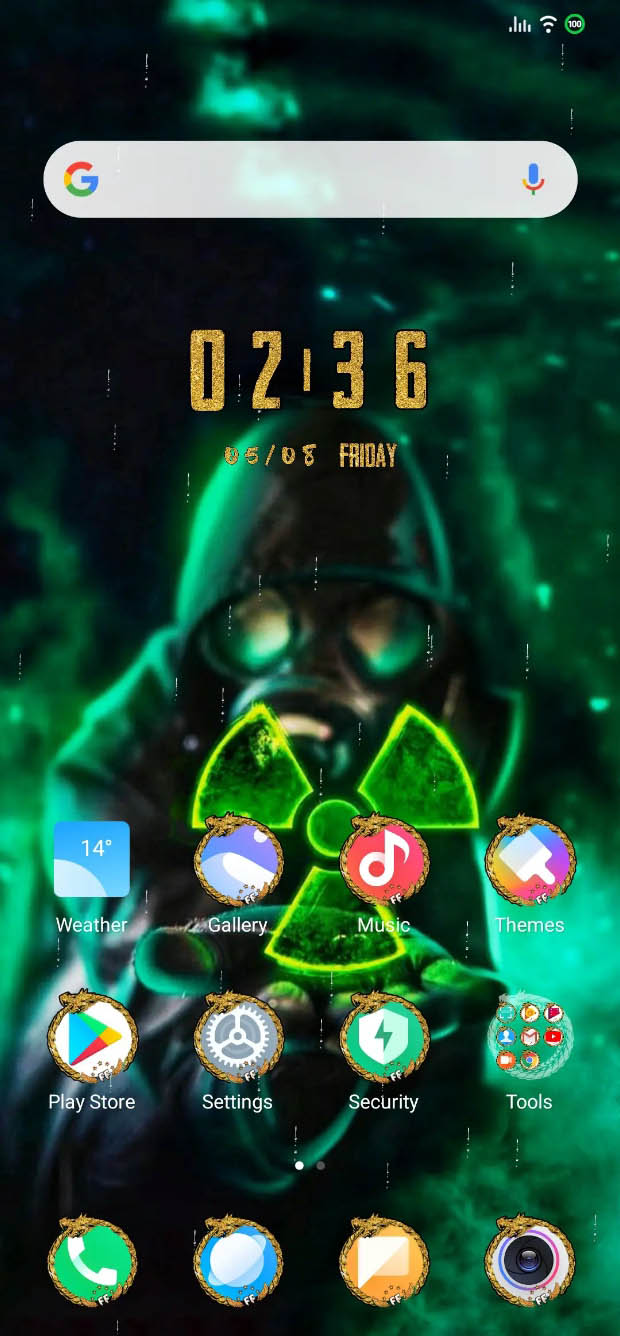 100
02:36
05/08 FRIDAY
14°
Weather Gallery Music Themes
Play Store Settings Security Tools